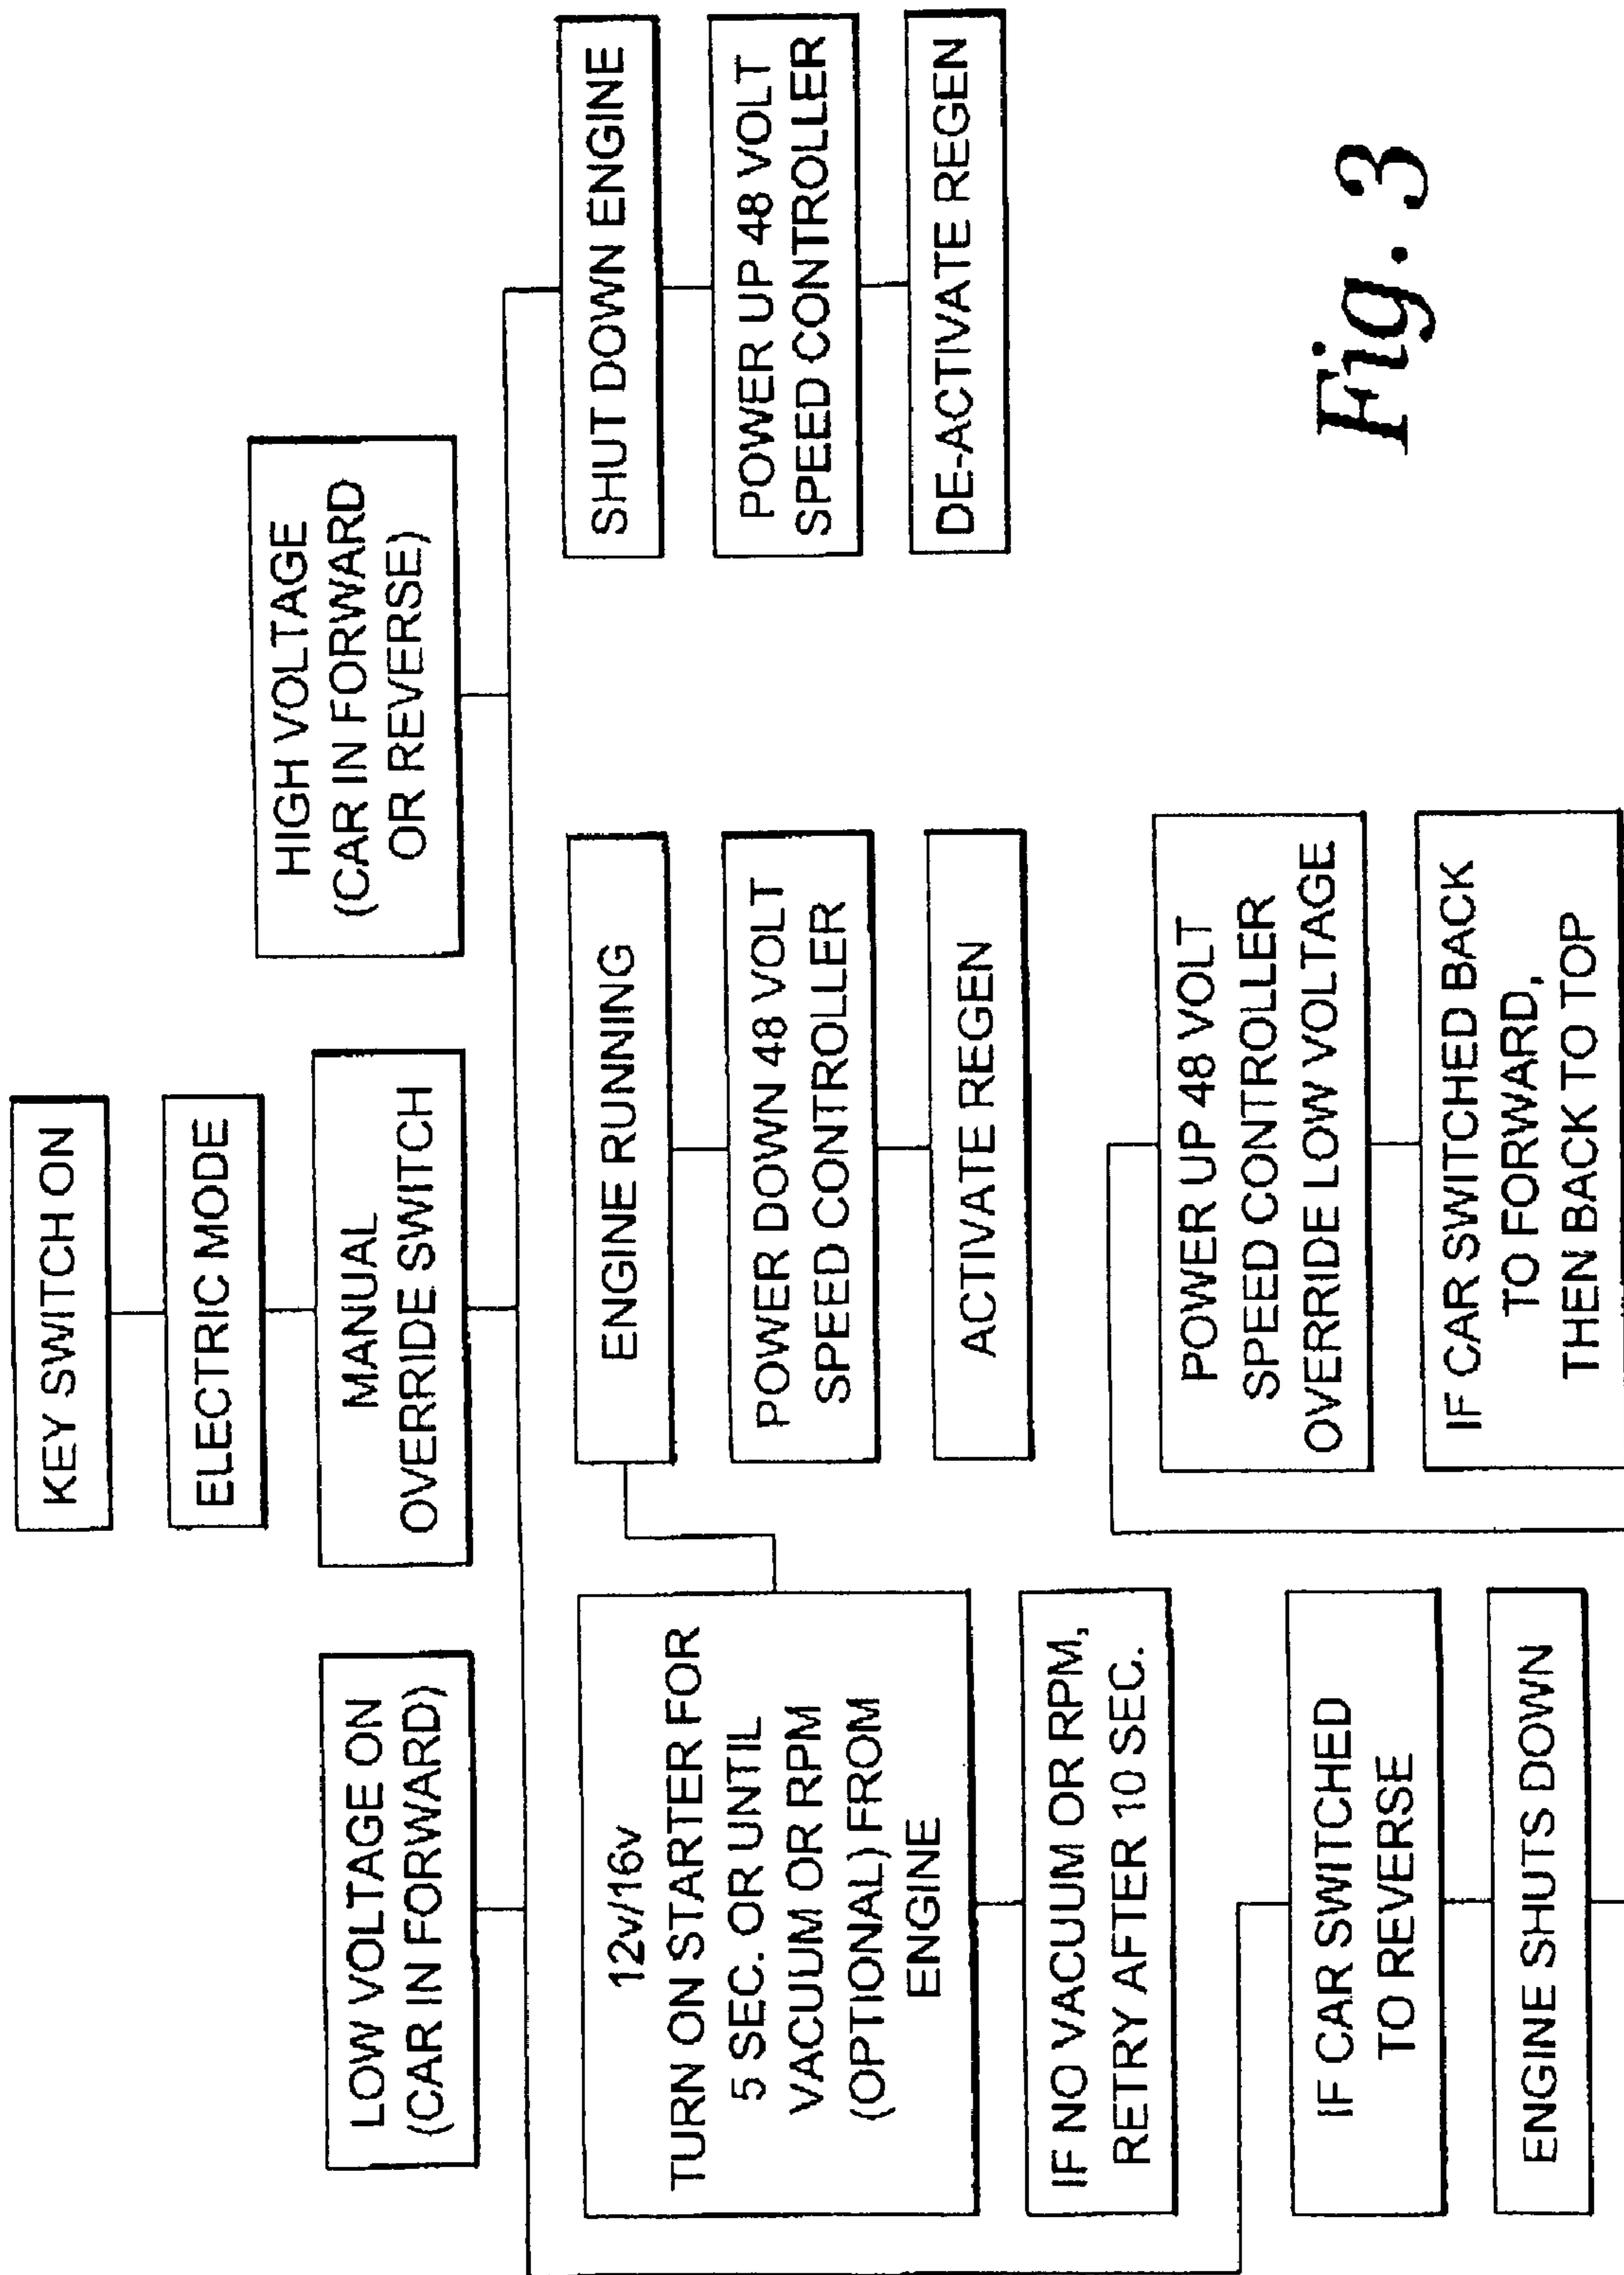 KEY SWITCH ON
ELECTRIC MODE
MANUAL
OVERRIDE SWITCH
LOW VOLTAGE ON
(CAR IN FORWARD)
HIGH VOLTAGE
(CAR IN FORWARD
OR REVERSE)
12v/16v
TURN ON STARTER FOR
5 SEC. OR UNTIL
VACUUM OR RPM
(OPTIONAL) FROM
ENGINE
IF NO VACUUM OR RPM,
RETRY AFTER 10 SEC.
ENGINE RUNNING
POWER DOWN 48 VOLT
SPEED CONTROLLER
ACTIVATE REGEN
SHUT DOWN ENGINE
POWER UP 48 VOLT
SPEED CONTROLLER
DE-ACTIVATE REGEN
IF CAR SWITCHED
TO REVERSE
ENGINE SHUTS DOWN
POWER UP 48 VOLT
SPEED CONTROLLER
OVERRIDE LOW VOLTAGE
IF CAR SWITCHED BACK
TO FORWARD,
THEN BACK TO TOP
Fig. 3